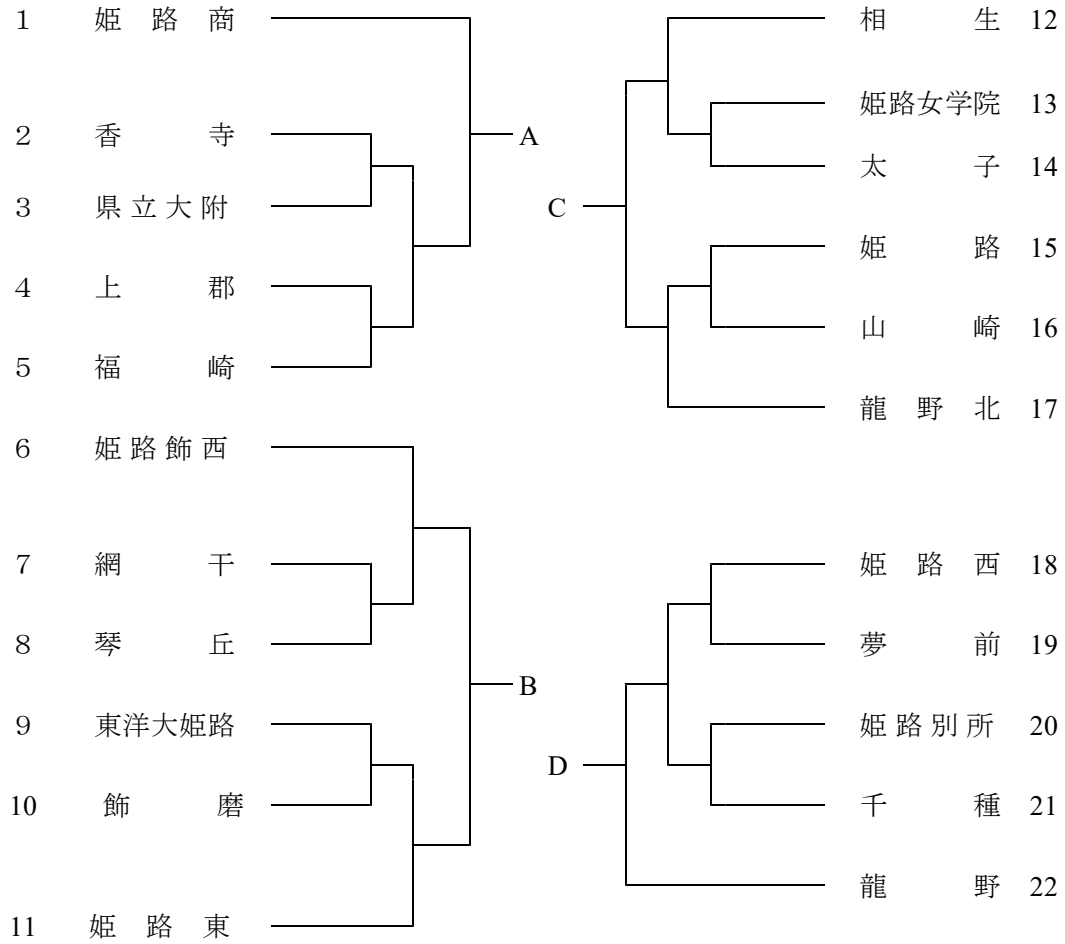 1 姫路商
2 香寺
3 県立大附
4 上郡
5 福崎
6 姫路飾西
7 網干
8 琴丘
9 東洋大姫路
10 飾磨
11 姫路東
A
B
相生 12
姫路女学院 13
太子 14
姫路 15
山崎 16
龍野北 17
C
姫路西 18
夢前 19
姫路別所 20
千種 21
龍野 22
D